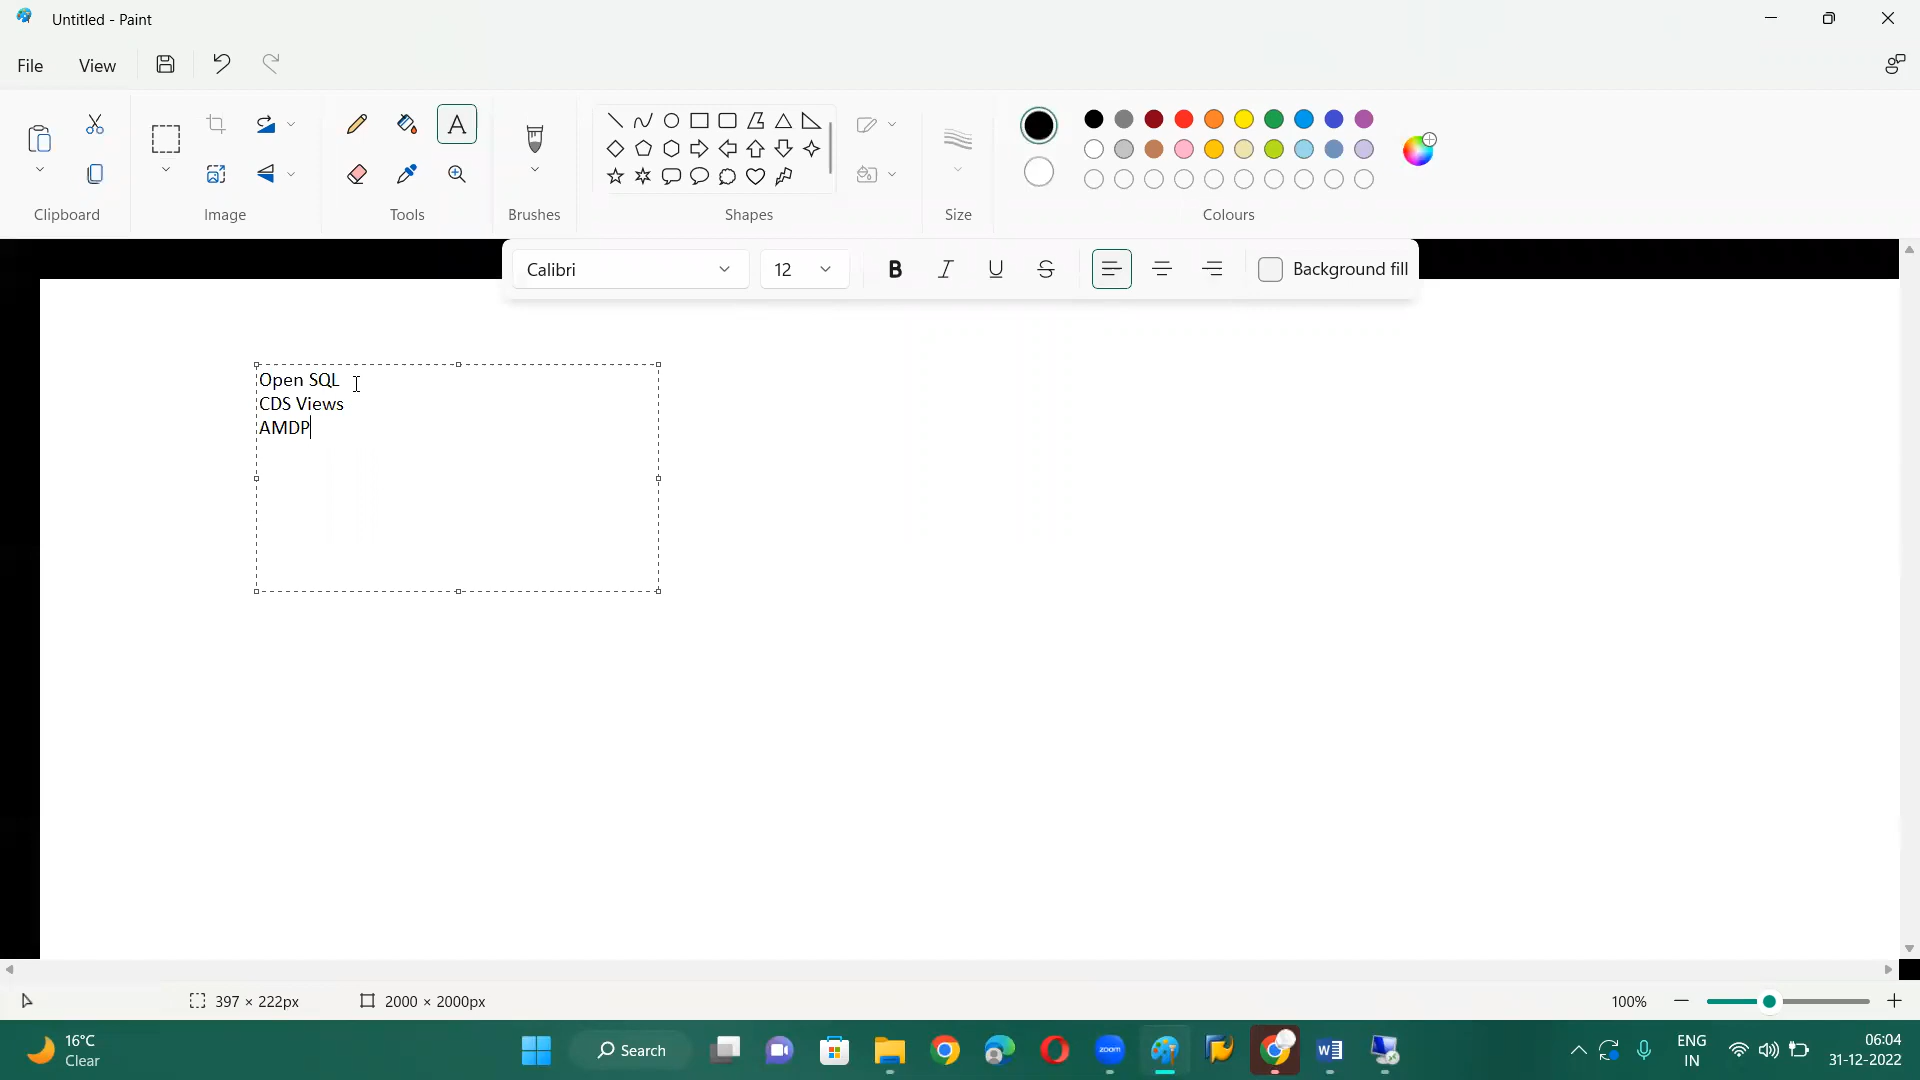 Untitled - Paint
File
View
Clipboard
Image
Tools
Brushes
Shapes
Size
Colours
Calibri
12
B
I
U
S
Background fill
Open SQL
CDS Views
AMDP
397 × 222px
2000 × 2000px
100%
16°C
Clear
Search
zoom
ENG
IN
06:04
31-12-2022